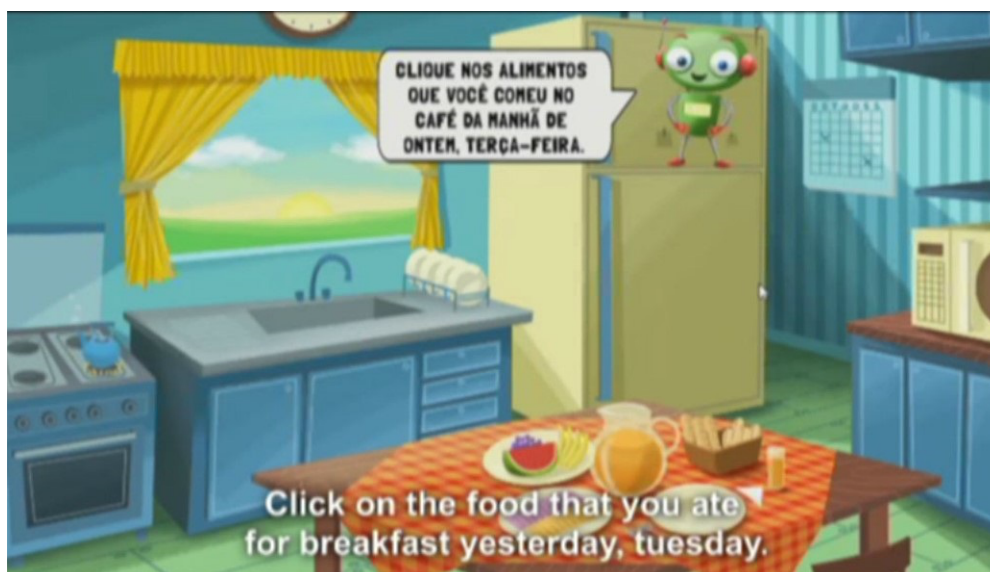 CLIQUE NOS ALIMENTOS
QUE VOCÊ COMEU NO
CAFÉ DA MANHÃ DE
ONTEM, TERÇA-FEIRA.
Click on the food that you ate
for breakfast yesterday, tuesday.